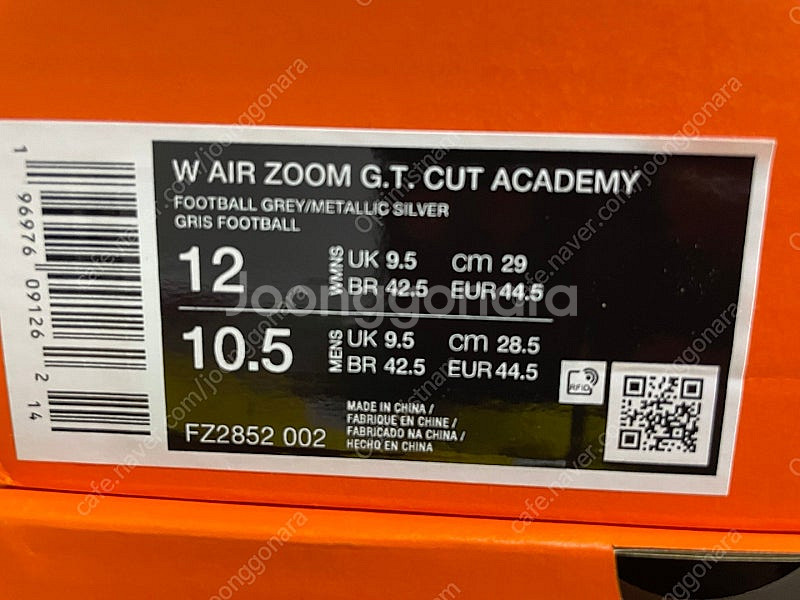 W AIR ZOOM G.T. CUT ACADEMY
FOOTBALL GREY/METALLIC SILVER
GRIS FOOTBALL
12 WMNS UK 9.5 cm 29
BR 42.5 EUR 44.5
10.5 MENS UK 9.5 cm 28.5
BR 42.5 EUR 44.5
FZ2852 002
MADE IN CHINA /
FABRIQUE EN CHINE /
FABRICADO NA CHINA /
HECHO EN CHINA
RFID
1 96976 09126 2 14
Joonggonara
cafe.naver.com/joonggonara